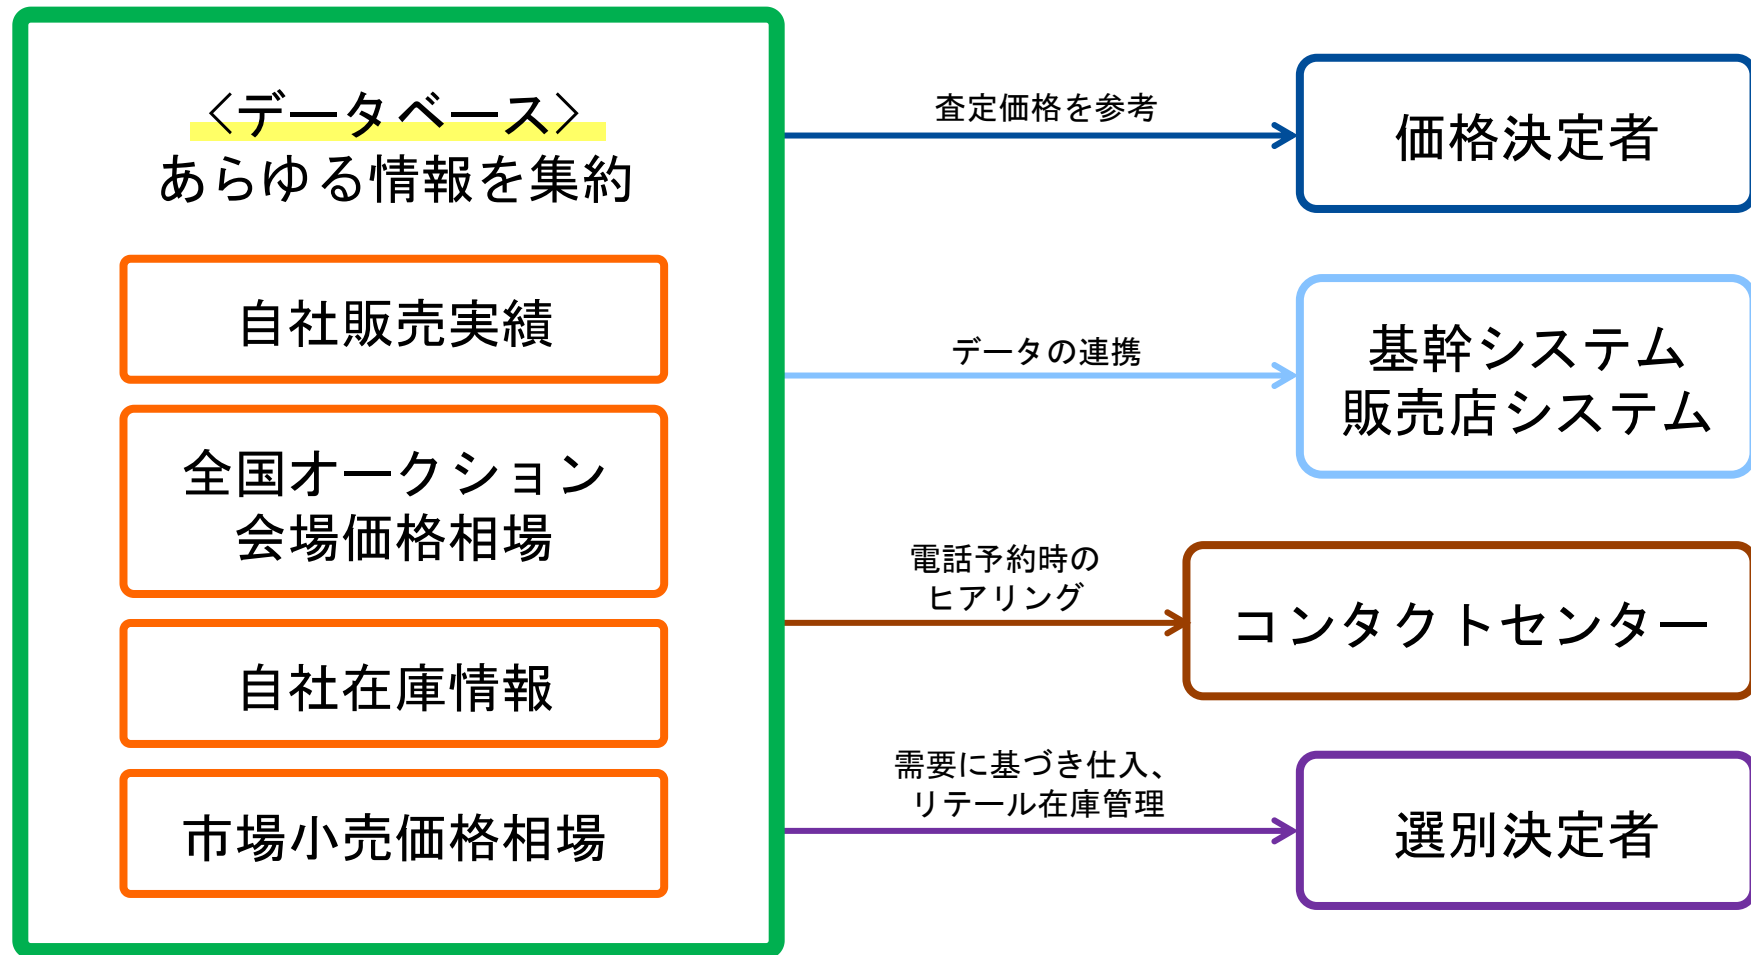 <データベース>
あらゆる情報を集約
自社販売実績
全国オークション
会場価格相場
自社在庫情報
市場小売価格相場
査定価格を参考
価格決定者
データの連携
基幹システム
販売店システム
電話予約時の
ヒアリング
コンタクトセンター
需要に基づき仕入、
リテール在庫管理
選別決定者